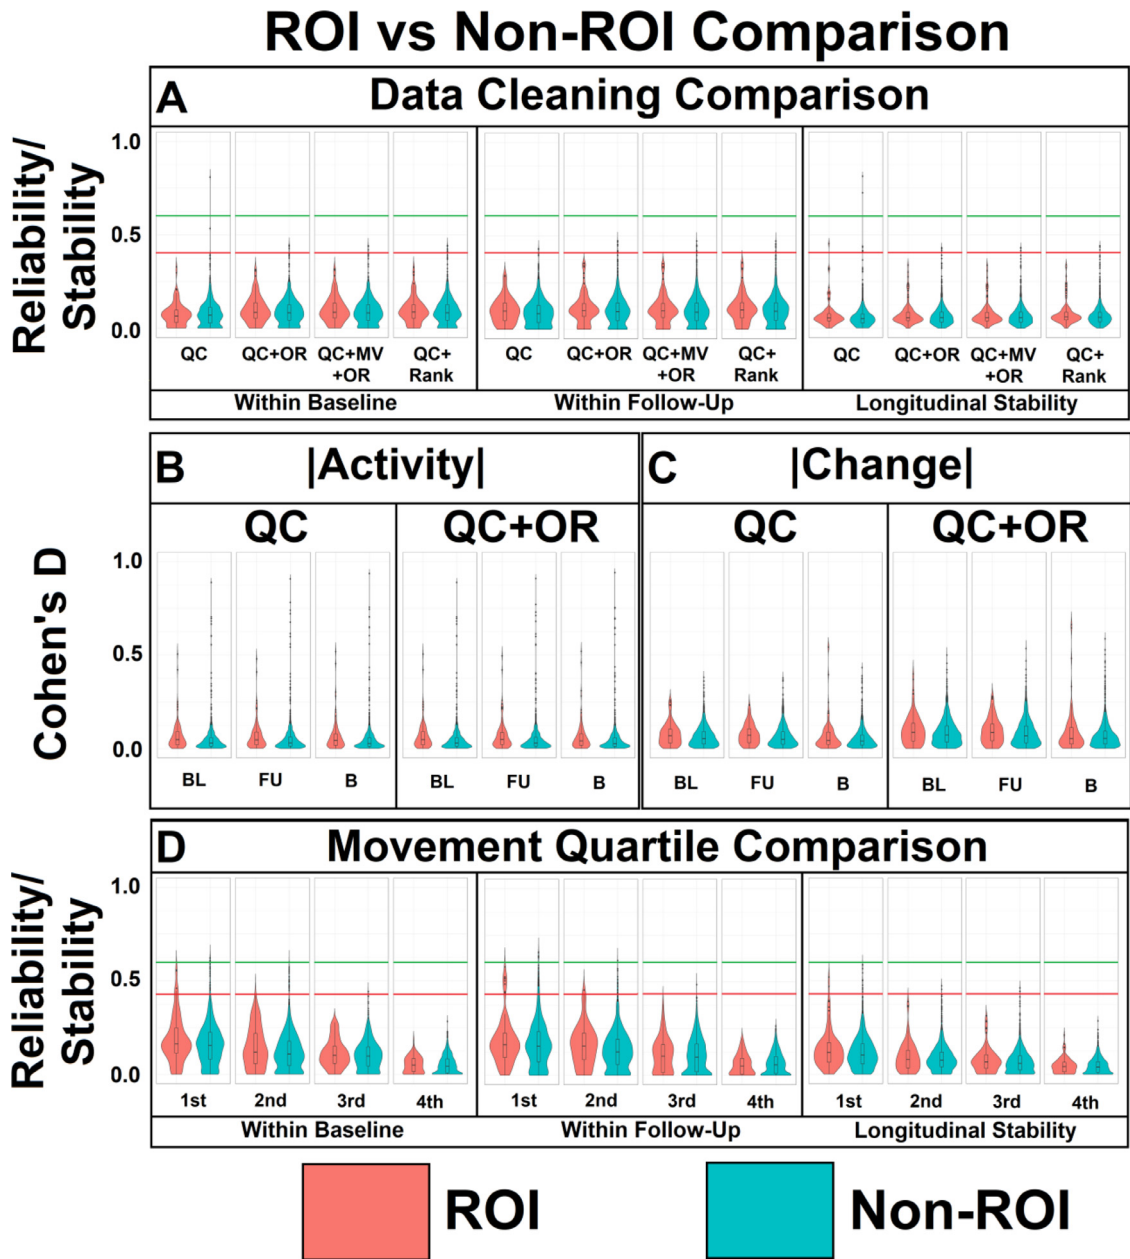 ROI vs Non-ROI Comparison
A Data Cleaning Comparison
Reliability/
Stability
1.0
0.5
0.0
QC QC+OR QC+MV QC+ QC QC+OR QC+MV QC+ QC QC+OR QC+MV QC+
+OR Rank +OR Rank +OR Rank
Within Baseline Within Follow-Up Longitudinal Stability
B |Activity| C |Change|
QC QC+OR QC QC+OR
Cohen's D
1.0
0.5
0.0
BL FU B BL FU B BL FU B BL FU B
D Movement Quartile Comparison
Reliability/
Stability
1.0
0.5
0.0
1st 2nd 3rd 4th 1st 2nd 3rd 4th 1st 2nd 3rd 4th
Within Baseline Within Follow-Up Longitudinal Stability
ROI Non-ROI